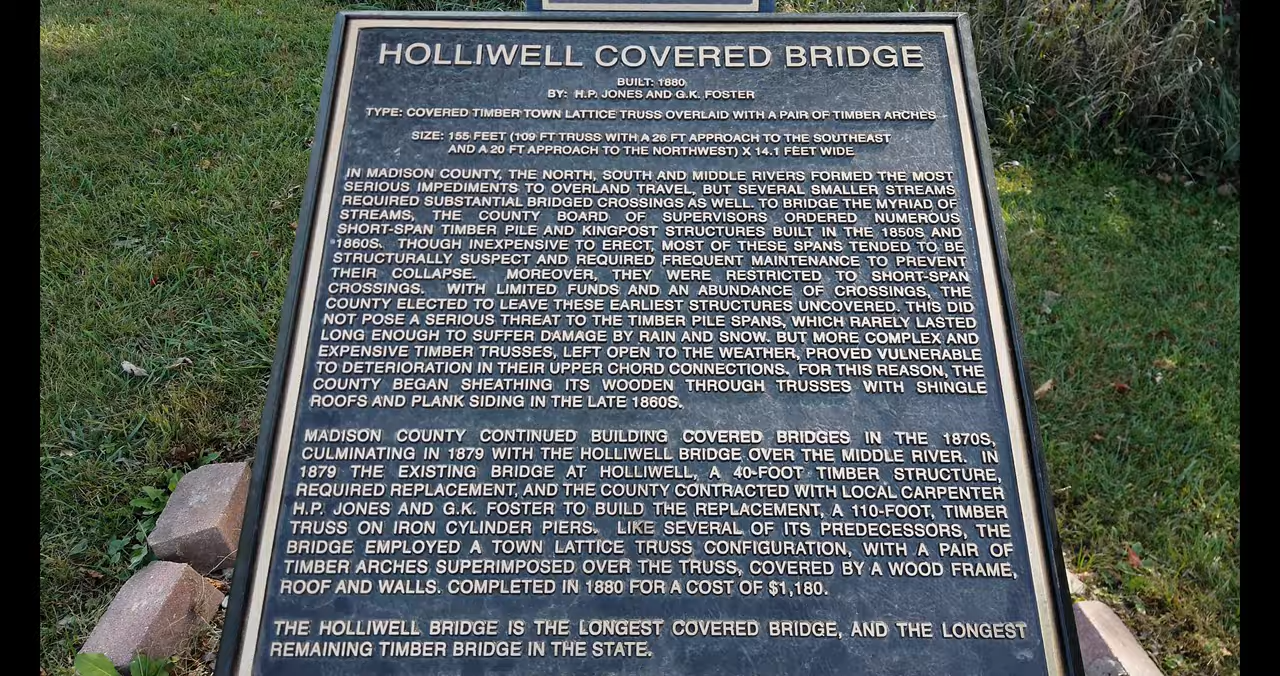 HOLLIWELL COVERED BRIDGE
BUILT: 1880
BY: H.P. JONES AND G.K. FOSTER
TYPE: COVERED TIMBER TOWN LATTICE TRUSS OVERLAID WITH A PAIR OF TIMBER ARCHES
SIZE: 155 FEET (109 FT TRUSS WITH A 26 FT APPROACH TO THE SOUTHEAST
AND A 20 FT APPROACH TO THE NORTHWEST) X 14.1 FEET WIDE
IN MADISON COUNTY, THE NORTH, SOUTH AND MIDDLE RIVERS FORMED THE MOST
SERIOUS IMPEDIMENTS TO OVERLAND TRAVEL, BUT SEVERAL SMALLER STREAMS
REQUIRED SUBSTANTIAL BRIDGED CROSSINGS AS WELL. TO BRIDGE THE MYRIAD OF
STREAMS, THE COUNTY BOARD OF SUPERVISORS ORDERED NUMEROUS
SHORT-SPAN TIMBER PILE AND KINGPOST STRUCTURES BUILT IN THE 1850S AND
1860S. THOUGH INEXPENSIVE TO ERECT, MOST OF THESE SPANS TENDED TO BE
STRUCTURALLY SUSPECT AND REQUIRED FREQUENT MAINTENANCE TO PREVENT
THEIR COLLAPSE. MOREOVER, THEY WERE RESTRICTED TO SHORT-SPAN
CROSSINGS. WITH LIMITED FUNDS AND AN ABUNDANCE OF CROSSINGS, THE
COUNTY ELECTED TO LEAVE THESE EARLIEST STRUCTURES UNCOVERED. THIS DID
NOT POSE A SERIOUS THREAT TO THE TIMBER PILE SPANS, WHICH RARELY LASTED
LONG ENOUGH TO SUFFER DAMAGE BY RAIN AND SNOW. BUT MORE COMPLEX AND
EXPENSIVE TIMBER TRUSSES, LEFT OPEN TO THE WEATHER, PROVED VULNERABLE
TO DETERIORATION IN THEIR UPPER CHORD CONNECTIONS. FOR THIS REASON, THE
COUNTY BEGAN SHEATHING ITS WOODEN THROUGH TRUSSES WITH SHINGLE
ROOFS AND PLANK SIDING IN THE LATE 1860S.
MADISON COUNTY CONTINUED BUILDING COVERED BRIDGES IN THE 1870S,
CULMINATING IN 1879 WITH THE HOLLIWELL BRIDGE OVER THE MIDDLE RIVER. IN
1879 THE EXISTING BRIDGE AT HOLLIWELL, A 40-FOOT TIMBER STRUCTURE,
REQUIRED REPLACEMENT, AND THE COUNTY CONTRACTED WITH LOCAL CARPENTER
H.P. JONES AND G.K. FOSTER TO BUILD THE REPLACEMENT, A 110-FOOT, TIMBER
TRUSS ON IRON CYLINDER PIERS. LIKE SEVERAL OF ITS PREDECESSORS, THE
BRIDGE EMPLOYED A TOWN LATTICE TRUSS CONFIGURATION, WITH A PAIR OF
TIMBER ARCHES SUPERIMPOSED OVER THE TRUSS, COVERED BY A WOOD FRAME,
ROOF AND WALLS. COMPLETED IN 1880 FOR A COST OF $1,180.
THE HOLLIWELL BRIDGE IS THE LONGEST COVERED BRIDGE, AND THE LONGEST
REMAINING TIMBER BRIDGE IN THE STATE.